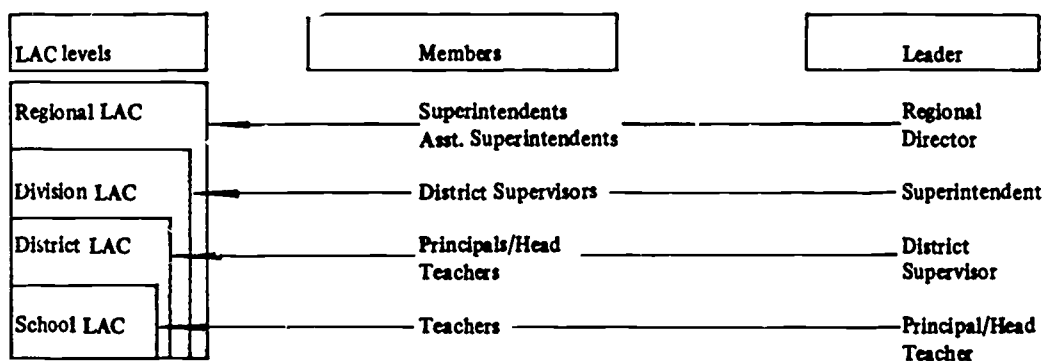 LAC levels Members Leader
Regional LAC Superintendents Regional
Asst. Superintendents Director
Division LAC District Supervisors Superintendent
District LAC Principals/Head District
Teachers Supervisor
School LAC Teachers Principal/Head
Teacher